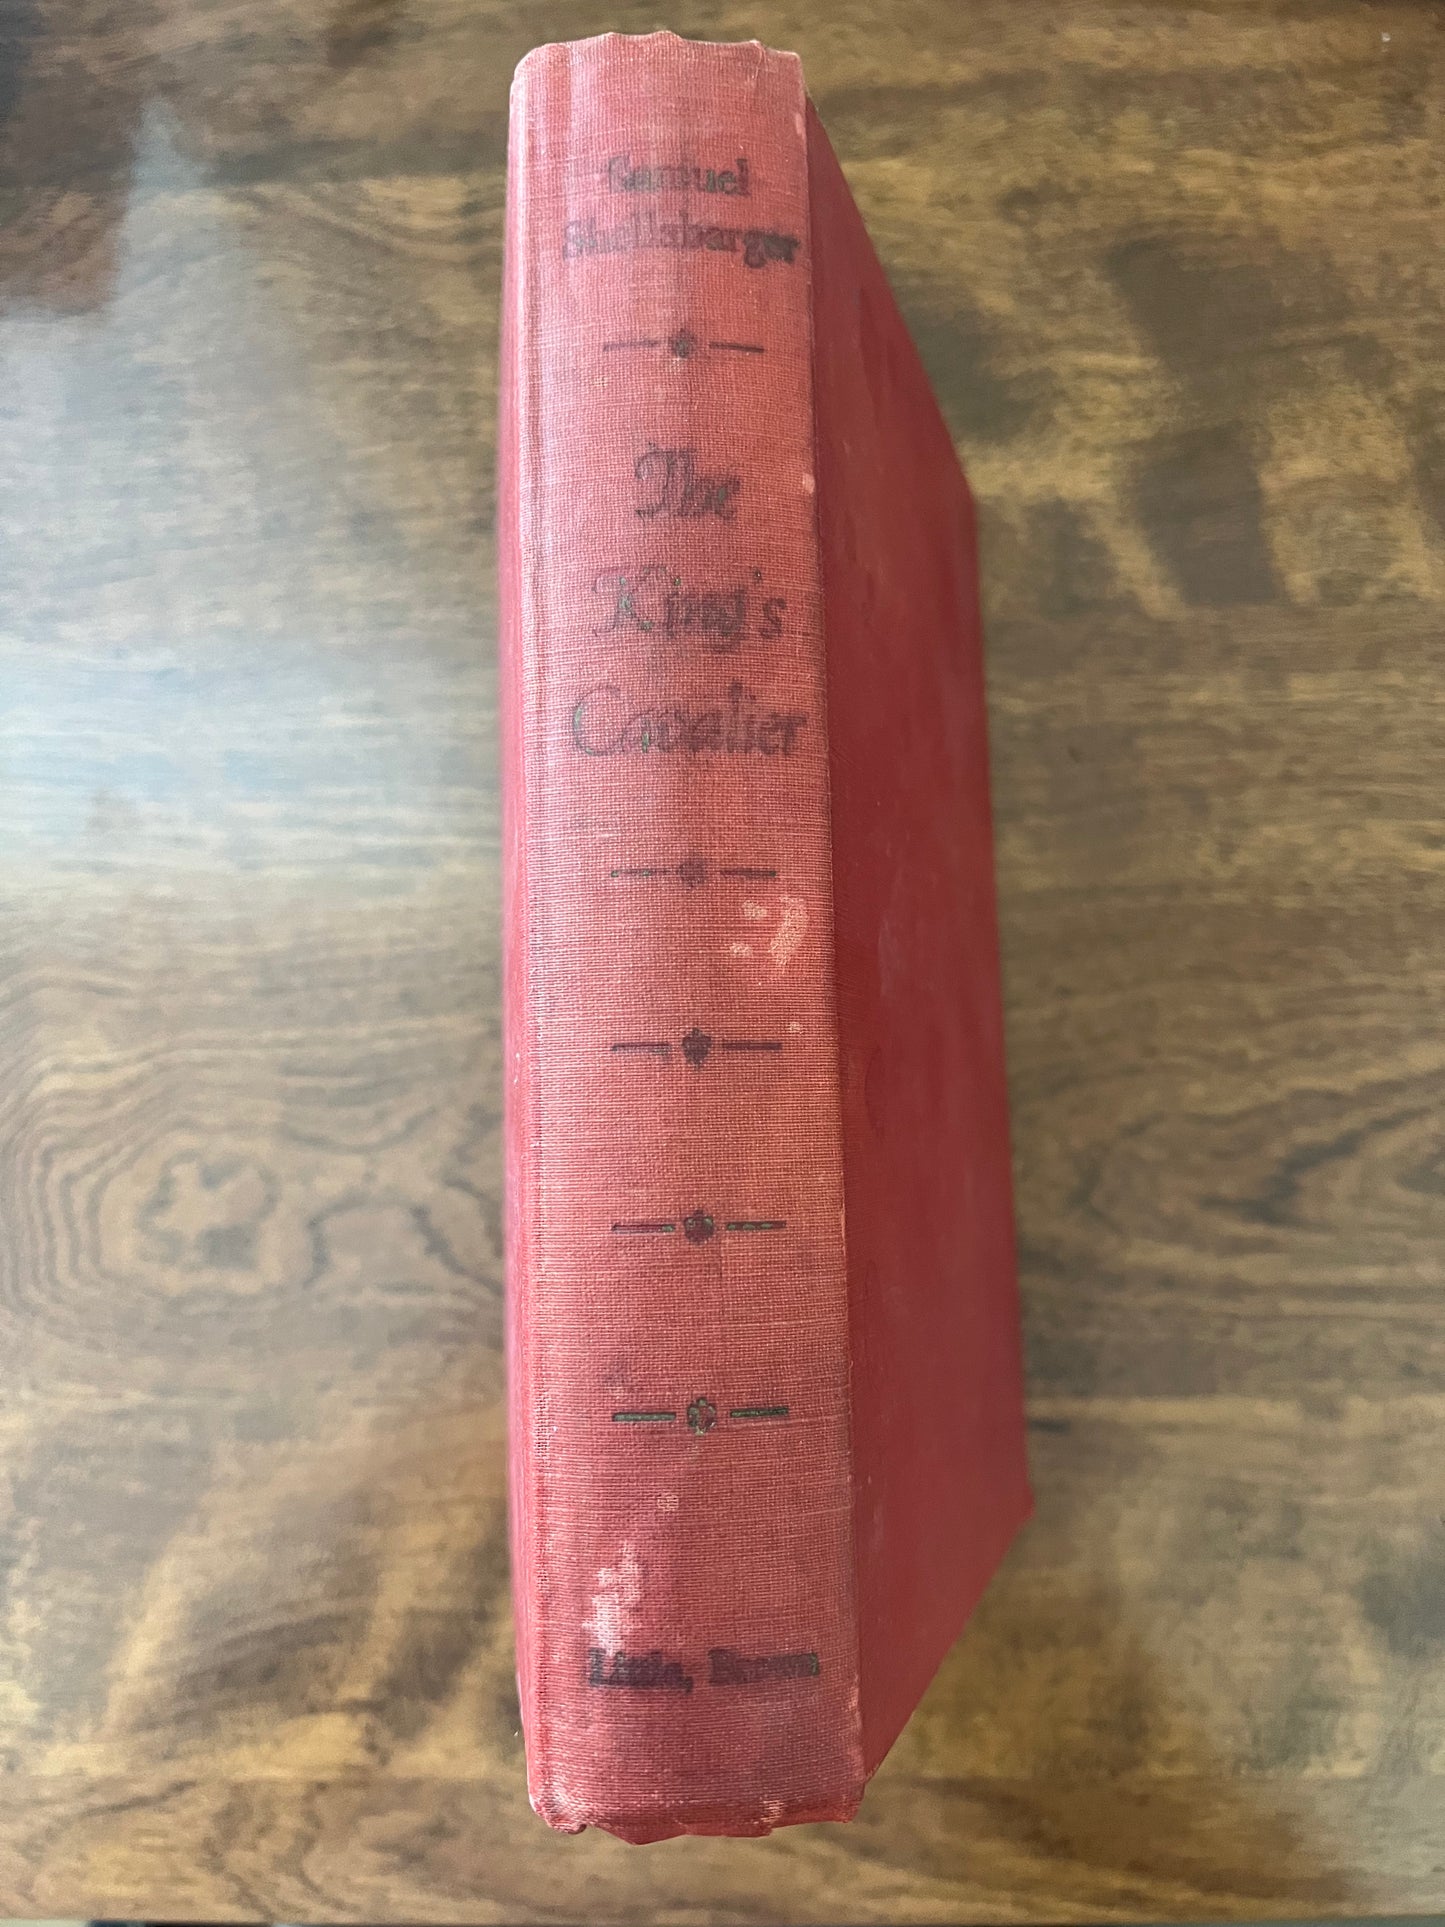 Samuel
Shellabarger
The
King's
Cavalier
Little, Brown